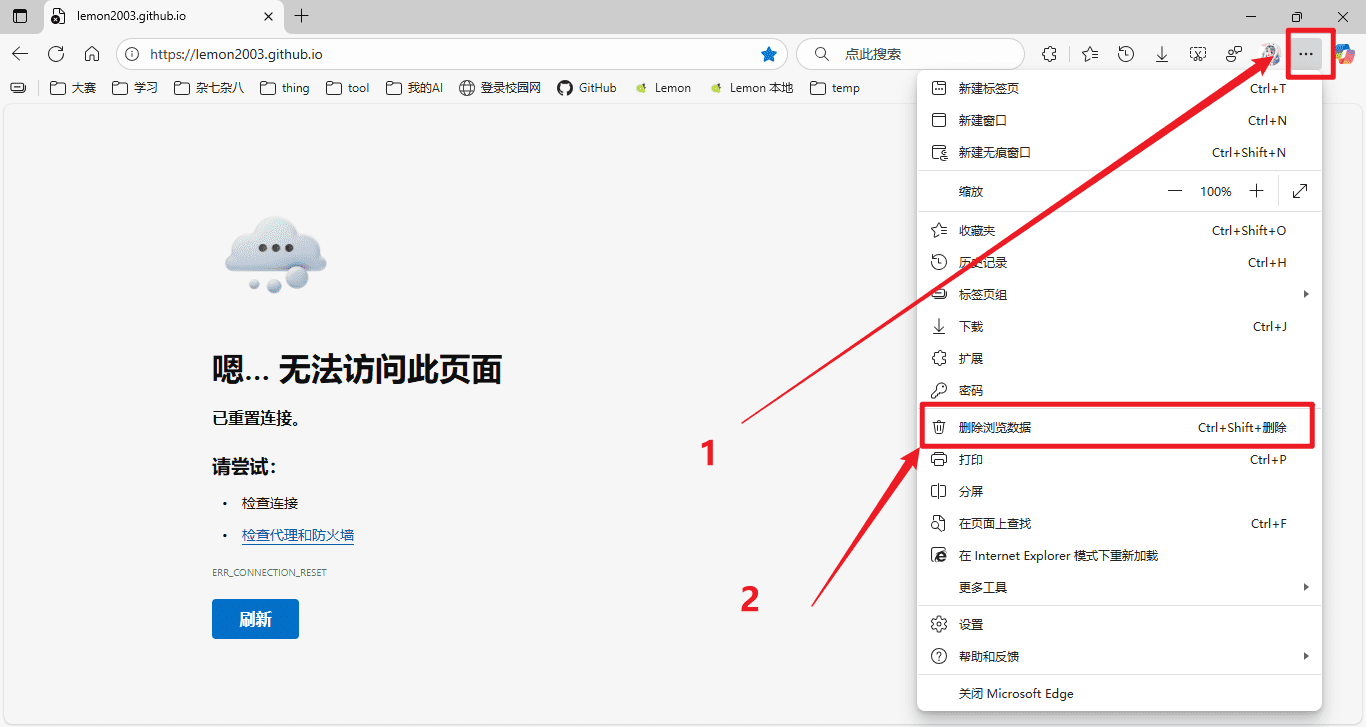 lemon2003.github.io
https://lemon2003.github.io
点此搜索
大赛 学习 杂七杂八 thing tool 我的AI 登录校园网 GitHub Lemon Lemon 本地 temp
嗯… 无法访问此页面
已重置连接。
请尝试：
• 检查连接
• 检查代理和防火墙
ERR_CONNECTION_RESET
刷新
1
2
新建标签页 Ctrl+T
新建窗口 Ctrl+N
新建无痕窗口 Ctrl+Shift+N
缩放 100%
收藏夹 Ctrl+Shift+O
历史记录 Ctrl+H
标签页组
下载 Ctrl+J
扩展
密码
删除浏览数据 Ctrl+Shift+删除
打印 Ctrl+P
分屏
在页面上查找 Ctrl+F
在 Internet Explorer 模式下重新加载
更多工具
设置
帮助和反馈
关闭 Microsoft Edge